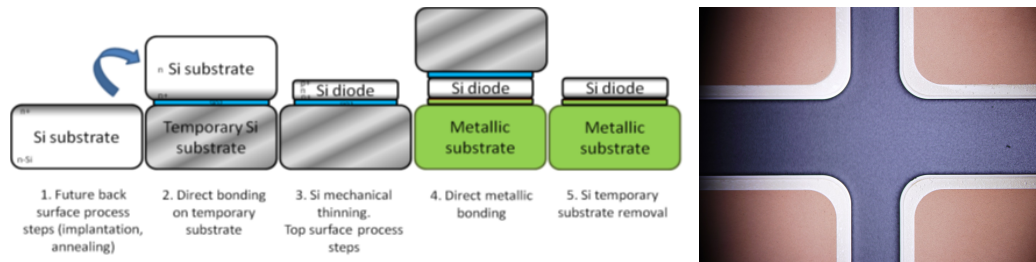 n+
Si substrate
n-Si
n Si substrate
n+
Temporary Si
substrate
Si diode
Si diode
Metallic
substrate
Si diode
Metallic
substrate
1. Future back
surface process
steps (implantation,
annealing)
2. Direct bonding
on temporary
substrate
3. Si mechanical
thinning.
Top surface process
steps
4. Direct metallic
bonding
5. Si temporary
substrate removal